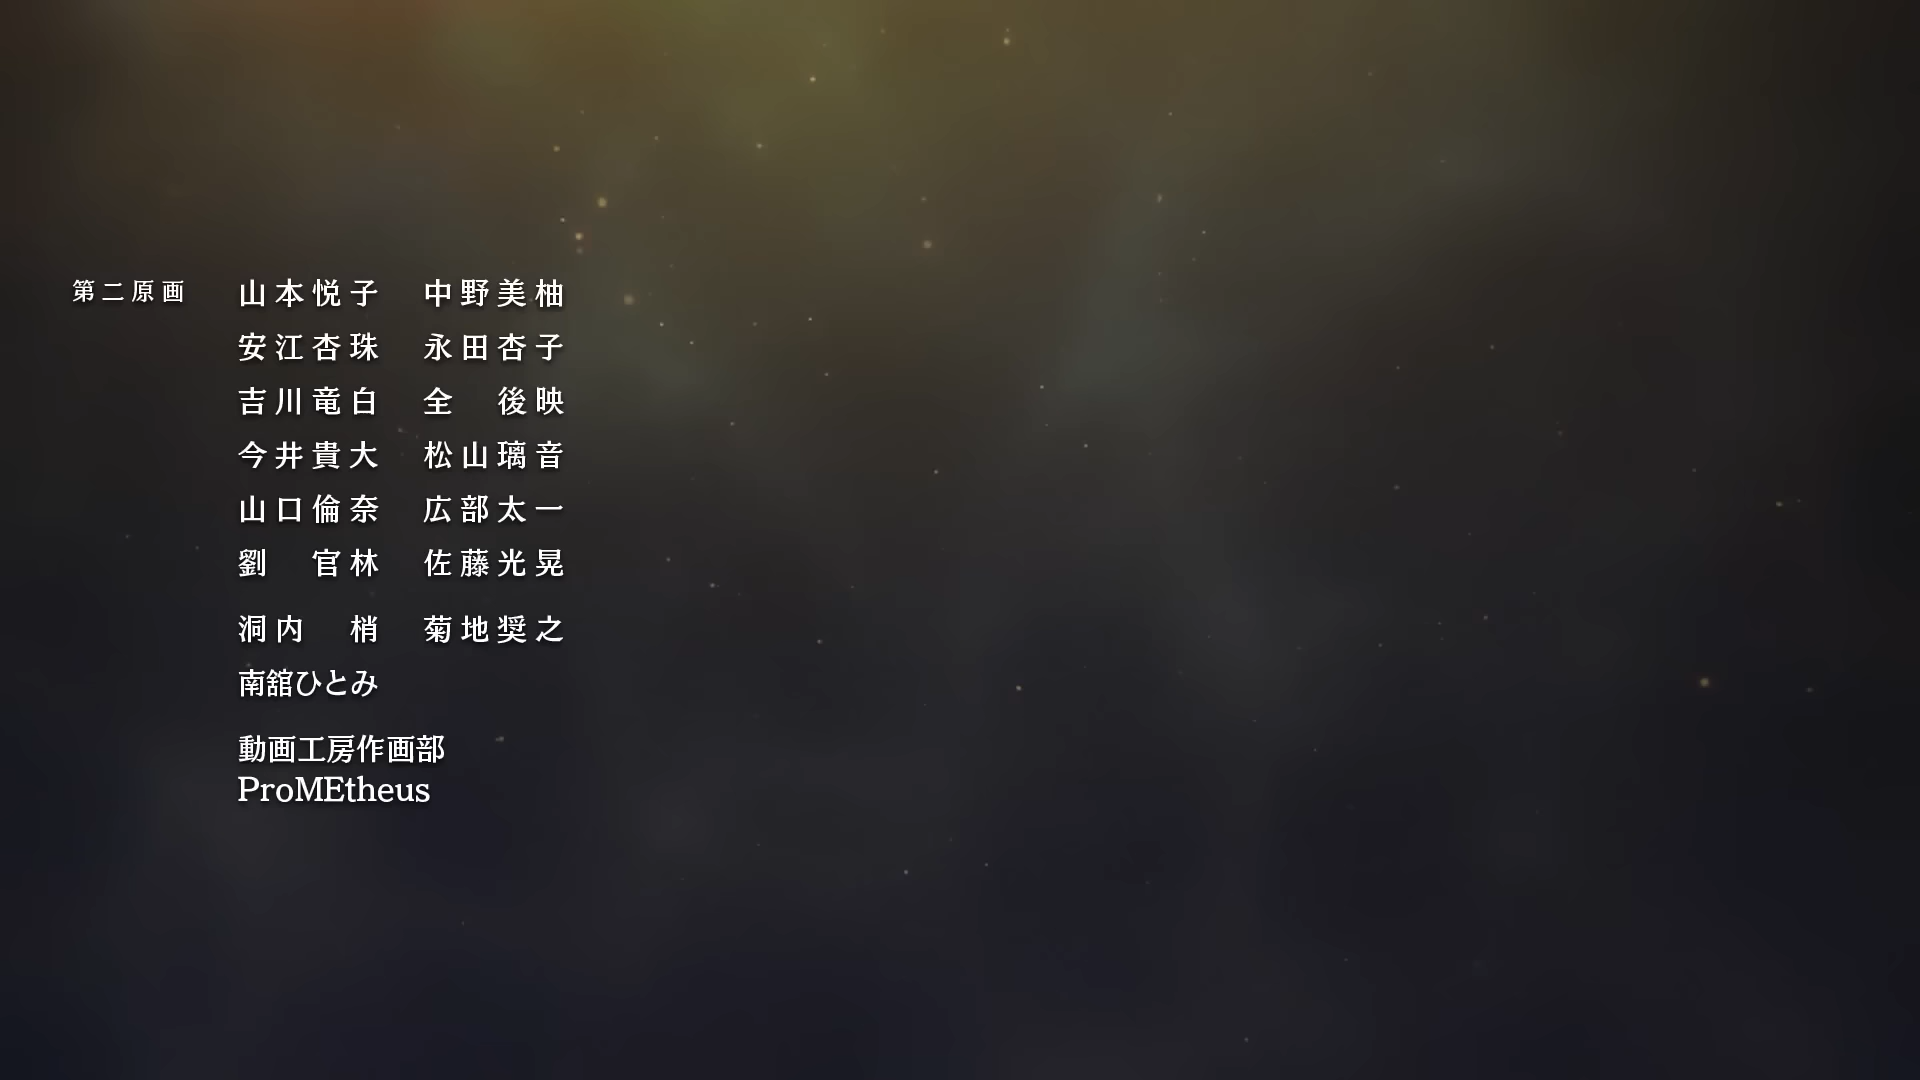 第二原画 山本悦子 中野美柚
安江杏珠 永田杏子
吉川竜白 全 後映
今井貴大 松山璃音
山口倫奈 広部太一
劉 官林 佐藤光晃
洞内 梢 菊地奨之
南舘ひとみ
動画工房作画部
ProMEtheus